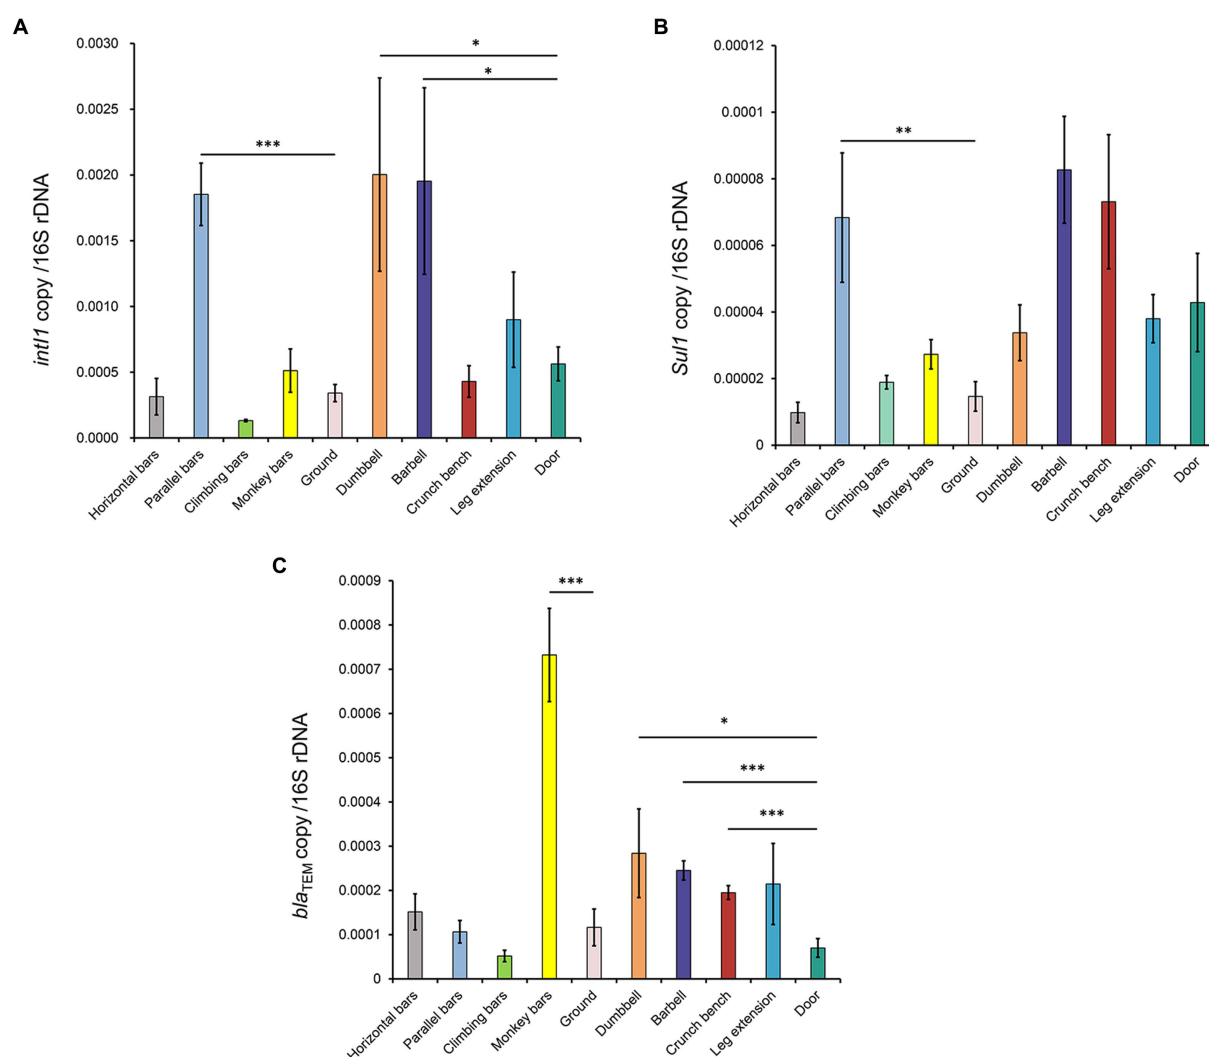 A
0.0030
0.0025
0.0020
0.0015
0.0010
0.0005
0.0000
intI1 copy /16S rDNA
***
*
*
Horizontal bars
Parallel bars
Climbing bars
Monkey bars
Ground
Dumbbell
Barbell
Crunch bench
Leg extension
Door
B
0.00012
0.0001
0.00008
0.00006
0.00004
0.00002
0
Sul1 copy /16S rDNA
**
Horizontal bars
Parallel bars
Climbing bars
Monkey bars
Ground
Dumbbell
Barbell
Crunch bench
Leg extension
Door
C
0.0009
0.0008
0.0007
0.0006
0.0005
0.0004
0.0003
0.0002
0.0001
0
blaTEM copy /16S rDNA
***
*
***
***
Horizontal bars
Parallel bars
Climbing bars
Monkey bars
Ground
Dumbbell
Barbell
Crunch bench
Leg extension
Door